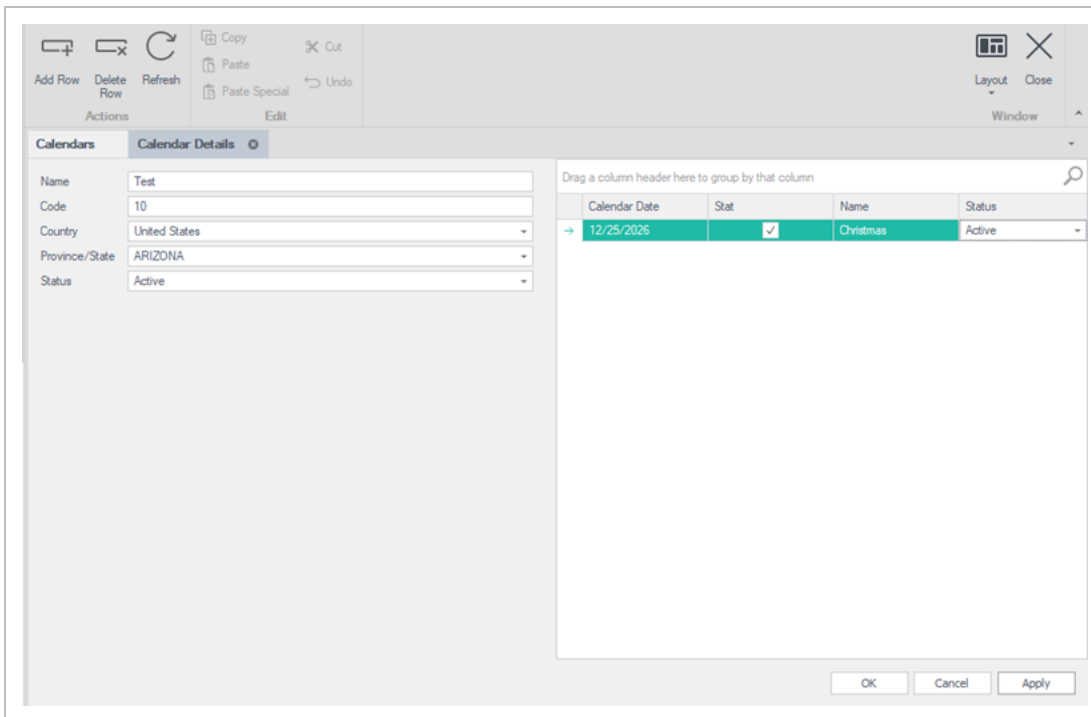 Add Row
Delete Row
Refresh
Actions
Copy
Paste
Paste Special
Cut
Undo
Edit
Layout
Close
Window
Calendars
Calendar Details
Name Test
Code 10
Country United States
Province/State ARIZONA
Status Active
Drag a column header here to group by that column
Calendar Date Stat Name Status
12/25/2026 Christmas Active
OK Cancel Apply